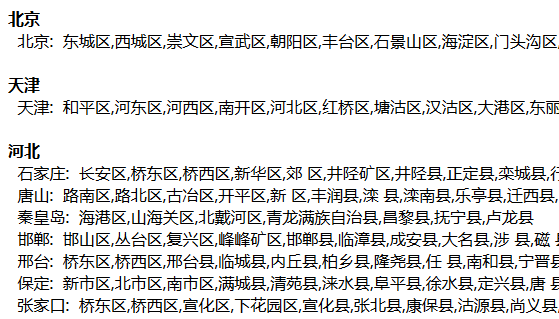 北京
北京: 东城区,西城区,崇文区,宣武区,朝阳区,丰台区,石景山区,海淀区,门头沟区
天津
天津: 和平区,河东区,河西区,南开区,河北区,红桥区,塘沽区,汉沽区,大港区,东丽
河北
石家庄: 长安区,桥东区,桥西区,新华区,郊 区,井陉矿区,井陉县,正定县,栾城县,行
唐山: 路南区,路北区,古冶区,开平区,新 区,丰润县,滦 县,滦南县,乐亭县,迁西县,
秦皇岛: 海港区,山海关区,北戴河区,青龙满族自治县,昌黎县,抚宁县,卢龙县
邯郸: 邯山区,丛台区,复兴区,峰峰矿区,邯郸县,临漳县,成安县,大名县,涉 县,磁 县
邢台: 桥东区,桥西区,邢台县,临城县,内丘县,柏乡县,隆尧县,任 县,南和县,宁晋县
保定: 新市区,北市区,南市区,满城县,清苑县,涞水县,阜平县,徐水县,定兴县,唐 县
张家口: 桥东区,桥西区,宣化区,下花园区,宣化县,张北县,康保县,沽源县,尚义县